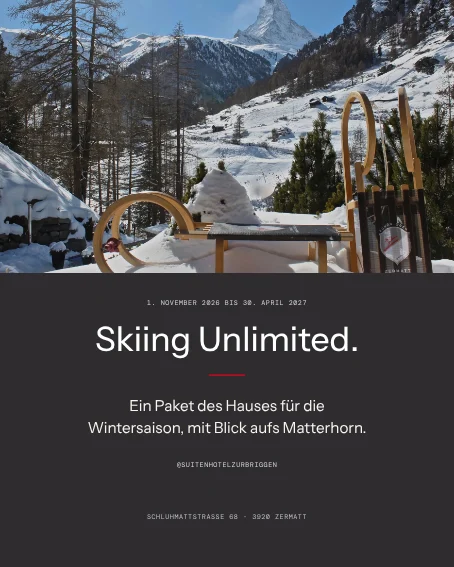 1. NOVEMBER 2026 BIS 30. APRIL 2027
Skiing Unlimited.
Ein Paket des Hauses für die
Wintersaison, mit Blick aufs Matterhorn.
@SUITENHOTELZURBRIGGEN
SCHLUHMATTSTRASSE 68 · 3920 ZERMATT